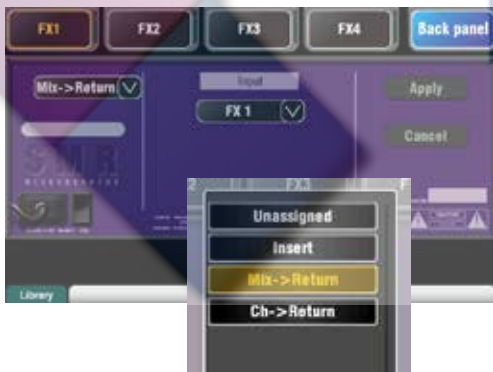 FX1 FX2 FX3 FX4 Back panel
Mix->Return Input Apply
FX 1
Cancel
SMR
FX3
Unassigned
Insert
Mix->Return
Ch->Return
Library